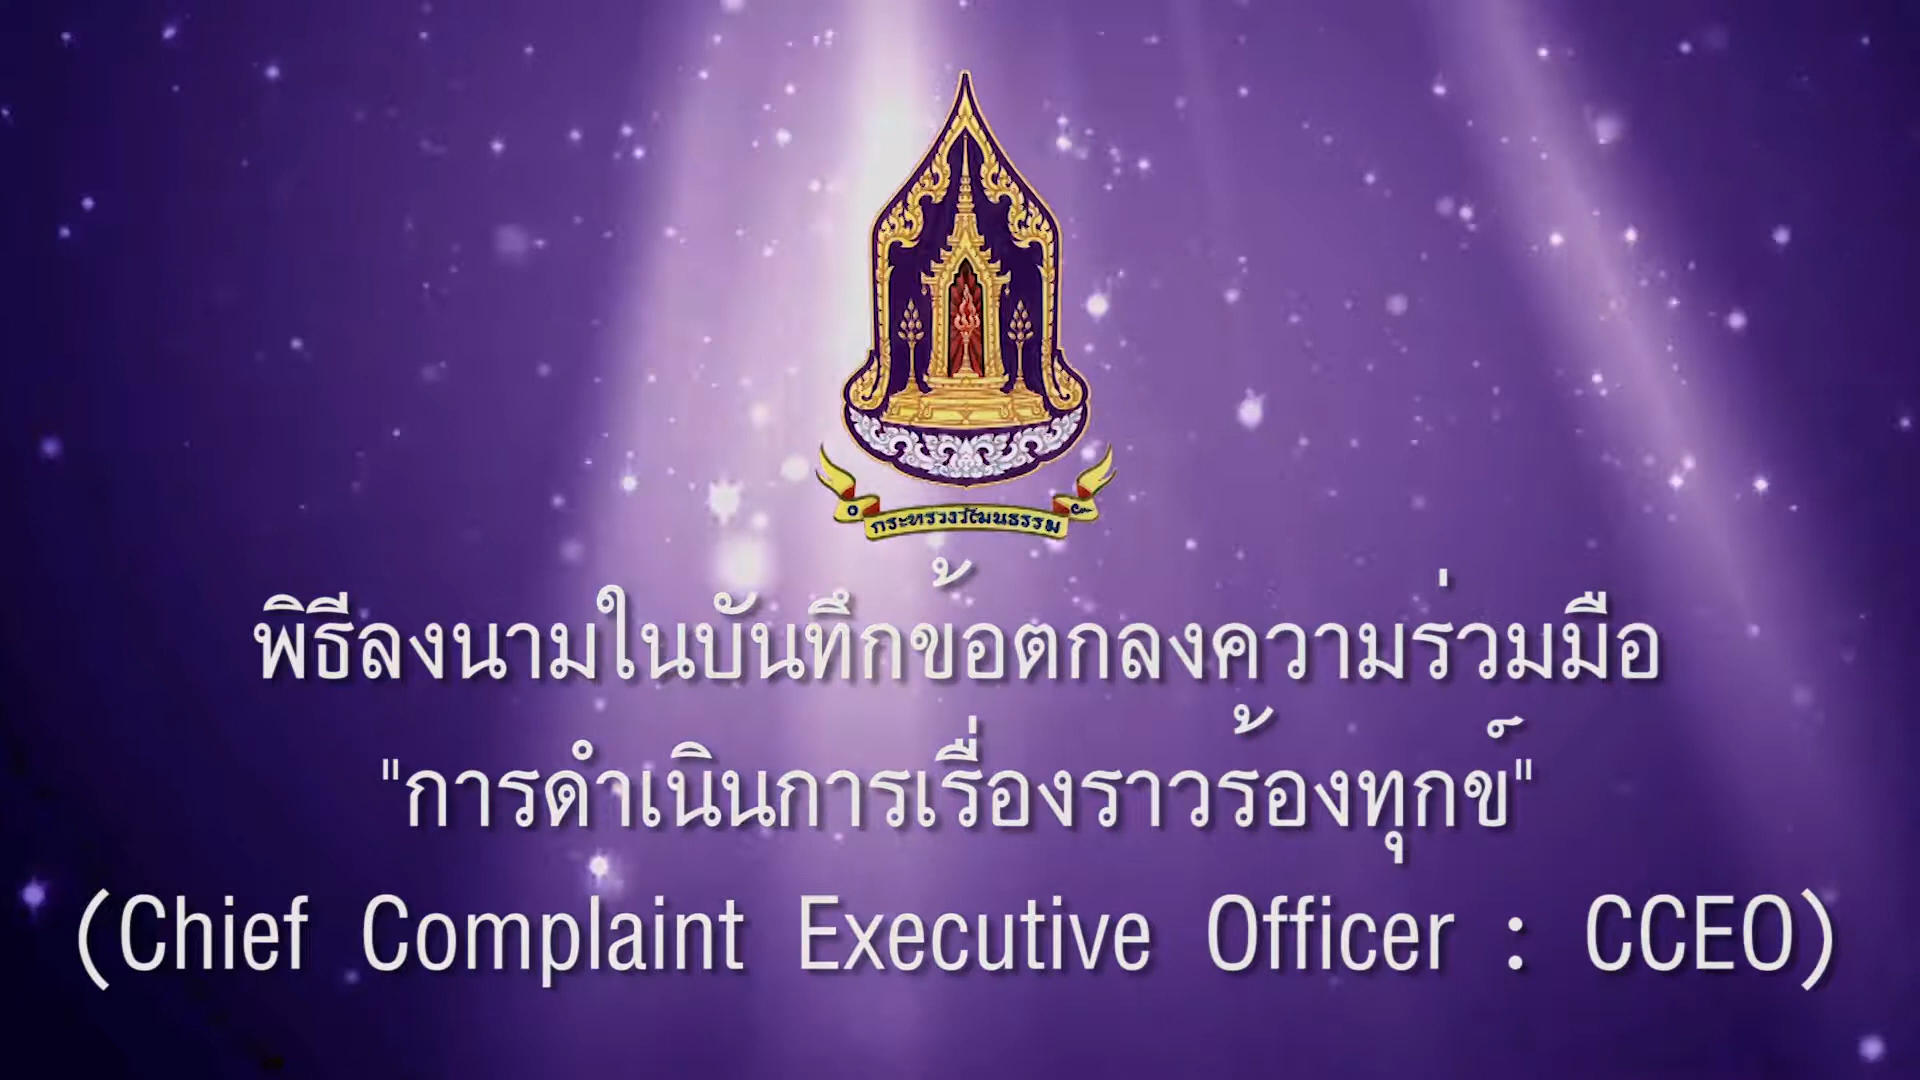 กระทรวงวัฒนธรรม
พิธีลงนามในบันทึกข้อตกลงความร่วมมือ
"การดำเนินการเรื่องราวร้องทุกข์"
(Chief Complaint Executive Officer : CCEO)